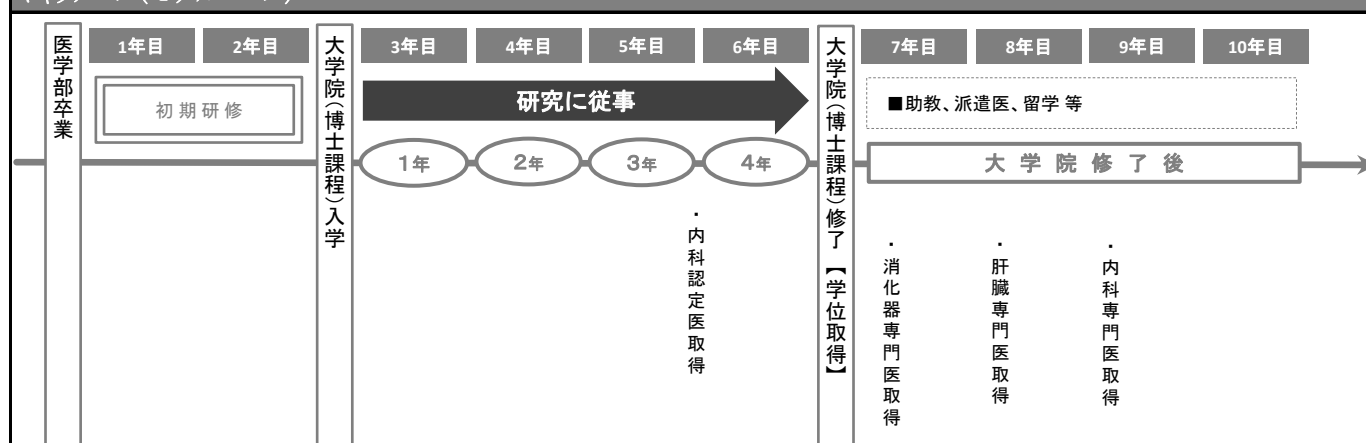 医学部卒業
1年目
2年目
初期研修
大学院（博士課程）入学
3年目
4年目
5年目
6年目
研究に従事
1年
2年
3年
4年
・内科認定医取得
大学院（博士課程）修了【学位取得】
7年目
8年目
9年目
10年目
■助教、派遣医、留学 等
大学院修了後
・消化器専門医取得
・肝臓専門医取得
・内科専門医取得